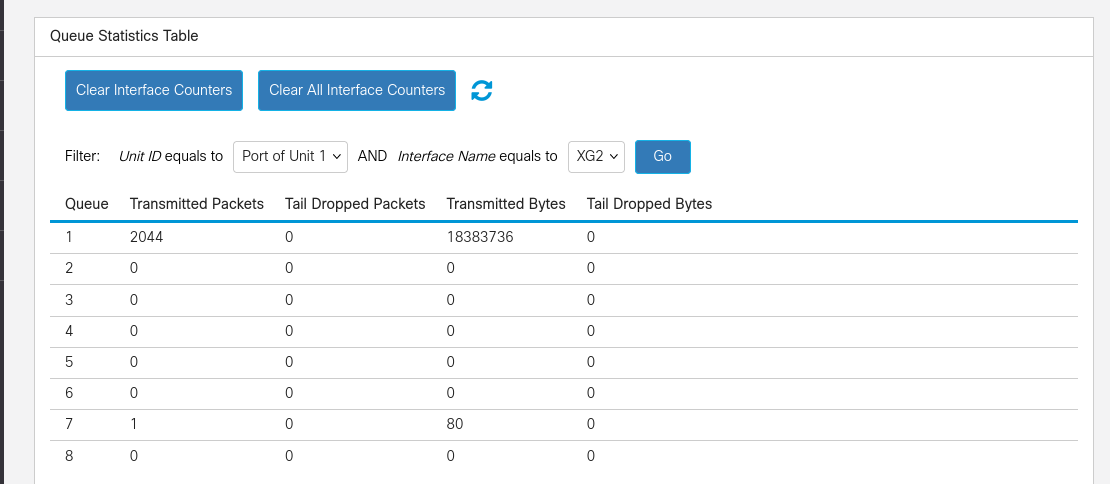 Queue Statistics Table
Clear Interface Counters Clear All Interface Counters
Filter: Unit ID equals to Port of Unit 1 AND Interface Name equals to XG2 Go
Queue Transmitted Packets Tail Dropped Packets Transmitted Bytes Tail Dropped Bytes
1 2044 0 18383736 0
2 0 0 0 0
3 0 0 0 0
4 0 0 0 0
5 0 0 0 0
6 0 0 0 0
7 1 0 80 0
8 0 0 0 0